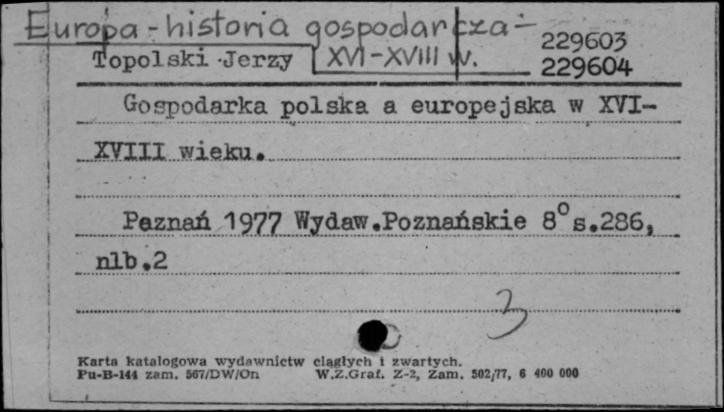 Europa - historia gospodarcza -
XVI-XVIII w.
229603
Topolski Jerzy
229604
Gospodarka polska a europejska w XVI-
XVIII wieku.
Poznań 1977 Wydaw.Poznańskie 8° s.286,
nlb.2
3
Karta katalogowa wydawnictw ciągłych i zwartych.
Pu-B-144 zam. 567/DW/On W.Z.Graf. Z-2, Zam. 502/77, 6 400 000